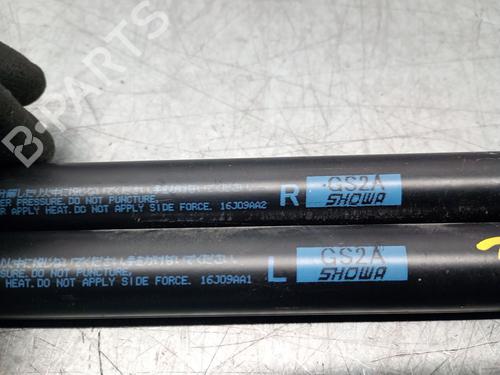 B-PARTS
ER PRESSURE. DO NOT PUNCTURE.
R APPLY HEAT. DO NOT APPLY SIDE FORCE. 16J09AA2
R
GS2A
SHOWA
SURE. DO NOT PUNCTURE.
HEAT. DO NOT APPLY SIDE FORCE. 16J09AA1
L
GS2A
SHOWA